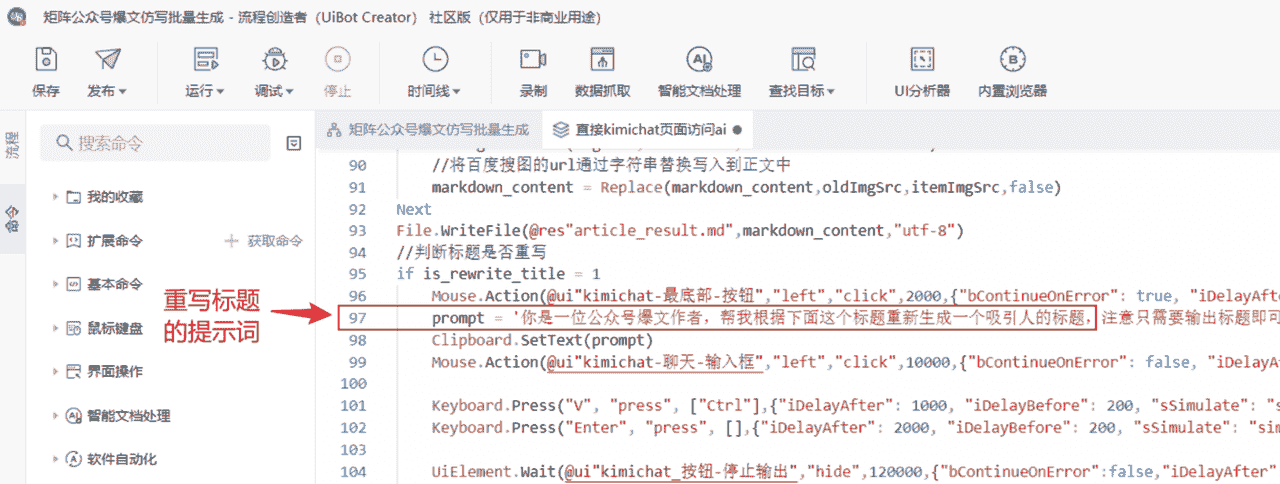 矩阵公众号爆文仿写批量生成 - 流程创造者（UiBot Creator） 社区版（仅用于非商业用途）
保存 发布 运行 调试 停止 时间线 录制 数据抓取 智能文档处理 查找目标 UI分析器 内置浏览器
流程
搜索命令
矩阵公众号爆文仿写批量生成 直接kimichat页面访问ai
命令
我的收藏
扩展命令 获取命令
基本命令
鼠标键盘
界面操作
智能文档处理
软件自动化
重写标题
的提示词
90 //将百度搜图的url通过字符串替换写入到正文中
91 markdown_content = Replace(markdown_content,oldImgSrc,itemImgSrc,false)
92 Next
93 File.WriteFile(@res"article_result.md",markdown_content,"utf-8")
94 //判断标题是否重写
95 if is_rewrite_title = 1
96 Mouse.Action(@ui"kimichat-最底部-按钮","left","click",2000,{"bContinueOnError": true, "iDelayAfte
97 prompt = '你是一位公众号爆文作者，帮我根据下面这个标题重新生成一个吸引人的标题，注意只需要输出标题即可
98 Clipboard.SetText(prompt)
99 Mouse.Action(@ui"kimichat-聊天-输入框","left","click",10000,{"bContinueOnError": false, "iDelayA
100
101 Keyboard.Press("V", "press", ["Ctrl"],{"iDelayAfter": 1000, "iDelayBefore": 200, "sSimulate": "s
102 Keyboard.Press("Enter", "press", [],{"iDelayAfter": 2000, "iDelayBefore": 200, "sSimulate": "sim
103
104 UiElement.Wait(@ui"kimichat_按钮-停止输出","hide",120000,{"bContinueOnError":false,"iDelayAfter"